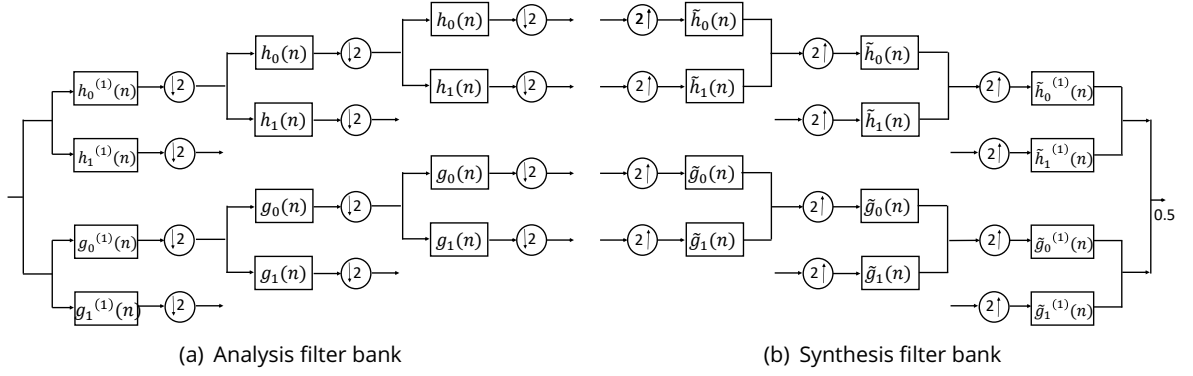 h₀(n) ↓2 2↑ h̃₀(n)
h₀(n) ↓2 2↑ h̃₀(n)
h₀⁽¹⁾(n) ↓2 h₁(n) ↓2 2↑ h̃₁(n) 2↑ h̃₀⁽¹⁾(n)
h₁(n) ↓2 2↑ h̃₁(n)
h₁⁽¹⁾(n) ↓2 2↑ h̃₁⁽¹⁾(n)
g₀(n) ↓2 2↑ g̃₀(n)
g₀(n) ↓2 2↑ g̃₀(n)
0.5
g₀⁽¹⁾(n) ↓2 g₁(n) ↓2 2↑ g̃₁(n) 2↑ g̃₀⁽¹⁾(n)
g₁(n) ↓2 2↑ g̃₁(n)
g₁⁽¹⁾(n) ↓2 2↑ g̃₁⁽¹⁾(n)
(a) Analysis filter bank (b) Synthesis filter bank